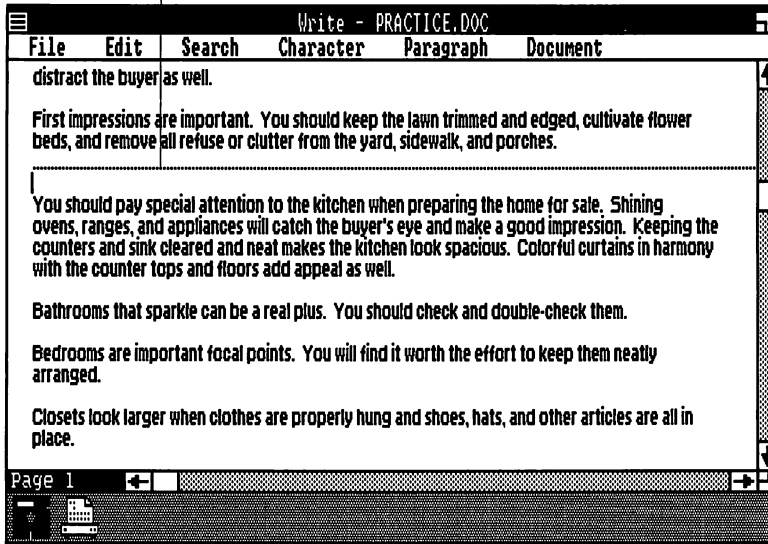 Write - PRACTICE.DOC
File Edit Search Character Paragraph Document
distract the buyer as well.
First impressions are important. You should keep the lawn trimmed and edged, cultivate flower
beds, and remove all refuse or clutter from the yard, sidewalk, and porches.
You should pay special attention to the kitchen when preparing the home for sale. Shining
ovens, ranges, and appliances will catch the buyer's eye and make a good impression. Keeping the
counters and sink cleared and neat makes the kitchen look spacious. Colorful curtains in harmony
with the counter tops and floors add appeal as well.
Bathrooms that sparkle can be a real plus. You should check and double-check them.
Bedrooms are important focal points. You will find it worth the effort to keep them neatly
arranged.
Closets look larger when clothes are properly hung and shoes, hats, and other articles are all in
place.
Page 1